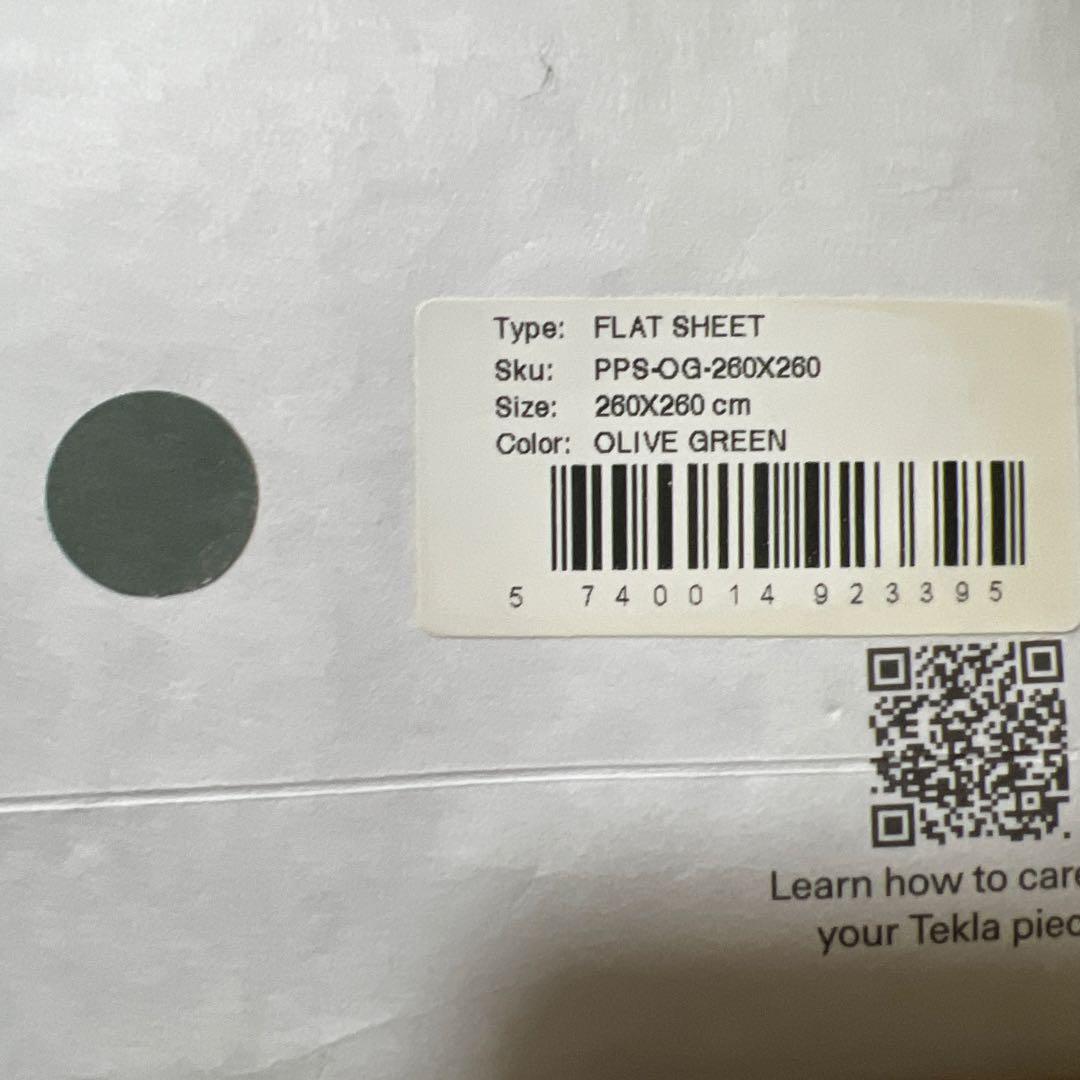 Type: FLAT SHEET
Sku: PPS-OG-260X260
Size: 260X260 cm
Color: OLIVE GREEN
5 740014 923395
Learn how to care
your Tekla piec